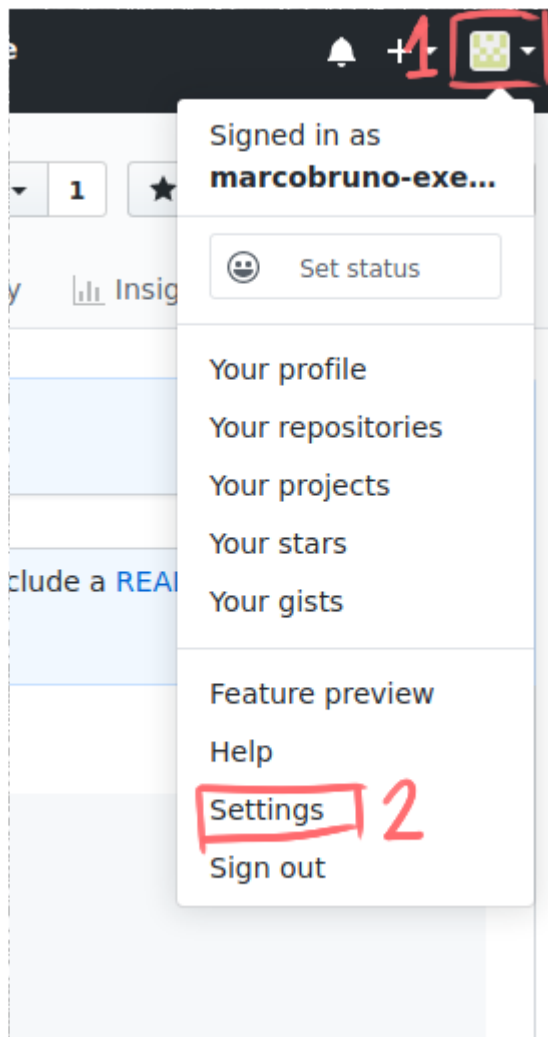 e
1
Signed in as
marcobruno-exe...
1
Set status
y
Insig
Your profile
Your repositories
Your projects
Your stars
clude a REA
Your gists
Feature preview
Help
Settings 2
Sign out